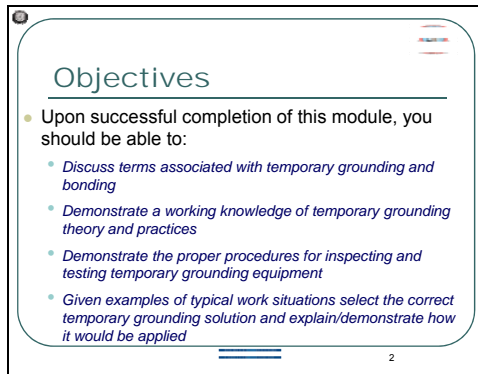 Objectives
Upon successful completion of this module, you
should be able to:
Discuss terms associated with temporary grounding and
bonding
Demonstrate a working knowledge of temporary grounding
theory and practices
Demonstrate the proper procedures for inspecting and
testing temporary grounding equipment
Given examples of typical work situations select the correct
temporary grounding solution and explain/demonstrate how
it would be applied
2